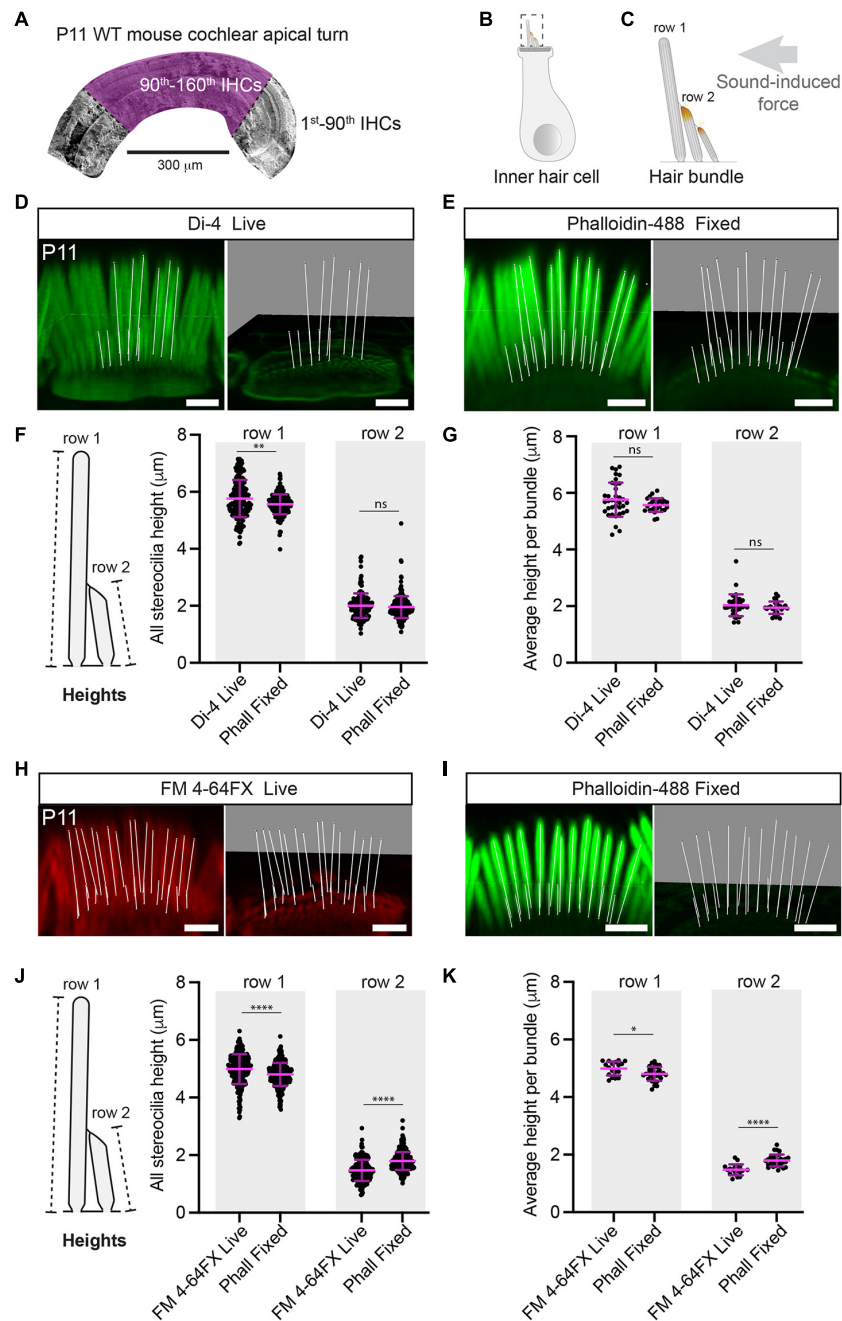 A
P11 WT mouse cochlear apical turn
90th-160th IHCs
1st-90th IHCs
300 μm
B
Inner hair cell
C
row 1
row 2
Sound-induced
force
Hair bundle
D
Di-4 Live
P11
E
Phalloidin-488 Fixed
F
row 1
row 2
Heights
All stereocilia height (μm)
8
6
4
2
0
row 1
row 2
**
ns
Di-4 Live
Phall Fixed
Di-4 Live
Phall Fixed
G
Average height per bundle (μm)
8
6
4
2
0
row 1
row 2
ns
ns
Di-4 Live
Phall Fixed
Di-4 Live
Phall Fixed
H
FM 4-64FX Live
P11
I
Phalloidin-488 Fixed
J
row 1
row 2
Heights
All stereocilia height (μm)
8
6
4
2
0
row 1
row 2
****
****
FM 4-64FX Live
Phall Fixed
FM 4-64FX Live
Phall Fixed
K
Average height per bundle (μm)
8
6
4
2
0
row 1
row 2
*
****
FM 4-64FX Live
Phall Fixed
FM 4-64FX Live
Phall Fixed